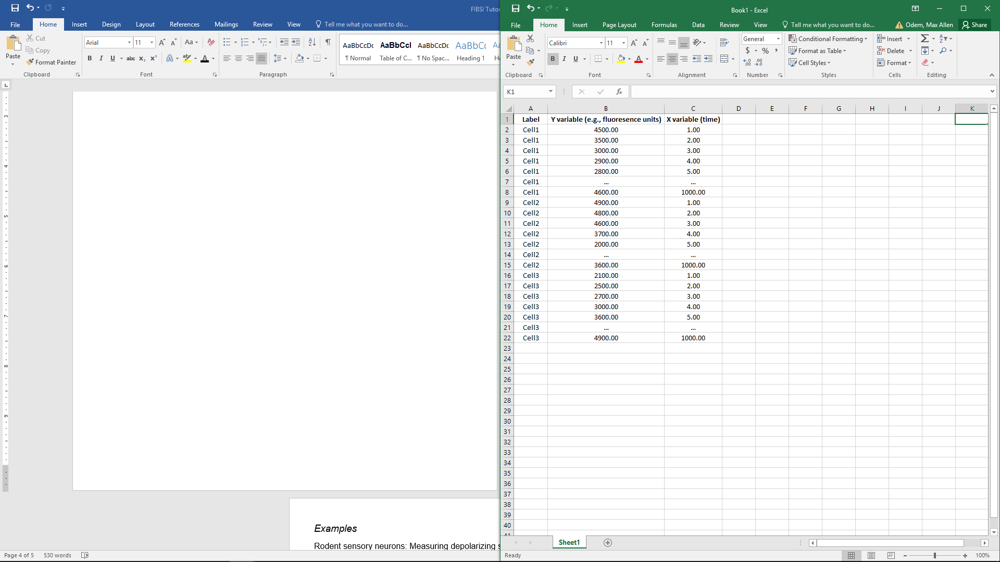 FIBSI Tutor
File Home Insert Design Layout References Mailings Review View Tell me what you want to do...
Paste
Cut
Copy
Format Painter
Clipboard
Arial 11
Font
Paragraph
AaBbCcDc AaBbCcI AaBbCcDc AaBbCc
¶ Normal Table of C... ¶ No Spac... Heading 1
Examples
Rodent sensory neurons: Measuring depolarizing s
Page 4 of 5 530 words
Book1 - Excel
File Home Insert Page Layout Formulas Data Review View Tell me what you want to do... Odem, Max Allen Share
Paste
Clipboard
Calibri 11
B I U
Font
Alignment
General
$ % ,
Number
Conditional Formatting
Format as Table
Cell Styles
Styles
Insert
Delete
Format
Cells
Editing
K1 fx
A B C D E F G H I J K
1 Label Y variable (e.g., fluoresence units) X variable (time)
2 Cell1 4500.00 1.00
3 Cell1 3500.00 2.00
4 Cell1 3000.00 3.00
5 Cell1 2900.00 4.00
6 Cell1 2800.00 5.00
7 Cell1 ... ...
8 Cell1 4600.00 1000.00
9 Cell2 4900.00 1.00
10 Cell2 4800.00 2.00
11 Cell2 4600.00 3.00
12 Cell2 3700.00 4.00
13 Cell2 2000.00 5.00
14 Cell2 ... ...
15 Cell2 3600.00 1000.00
16 Cell3 2100.00 1.00
17 Cell3 2500.00 2.00
18 Cell3 2700.00 3.00
19 Cell3 3000.00 4.00
20 Cell3 3600.00 5.00
21 Cell3 ... ...
22 Cell3 4900.00 1000.00
23
24
25
26
27
28
29
30
31
32
33
34
35
36
37
38
39
40
41
Sheet1
Ready 100%